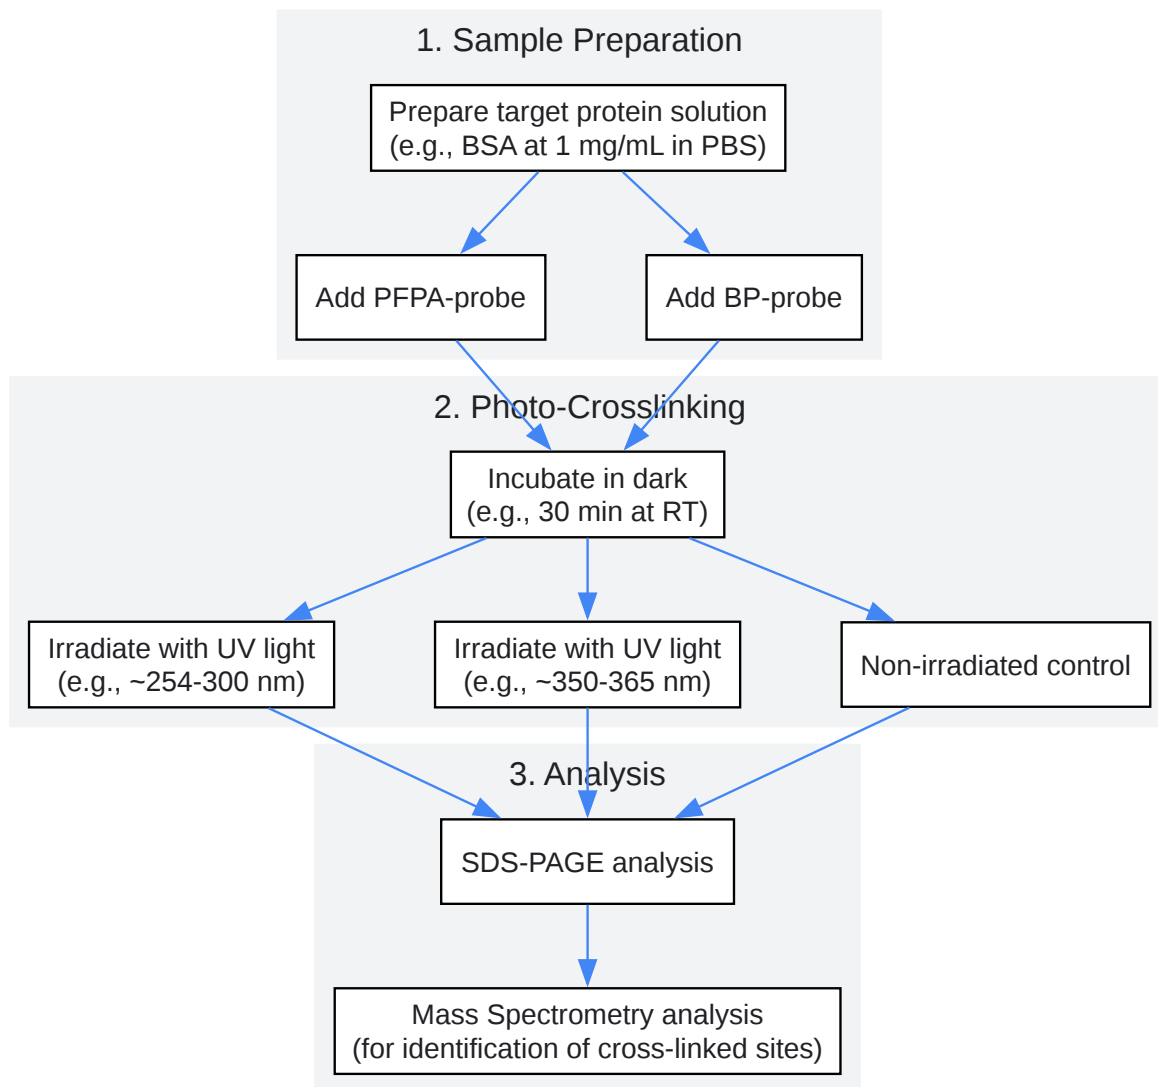 1. Sample Preparation
Prepare target protein solution
(e.g., BSA at 1 mg/mL in PBS)
Add PFPA-probe
Add BP-probe
2. Photo-Crosslinking
Incubate in dark
(e.g., 30 min at RT)
Irradiate with UV light
(e.g., ~254-300 nm)
Irradiate with UV light
(e.g., ~350-365 nm)
Non-irradiated control
3. Analysis
SDS-PAGE analysis
Mass Spectrometry analysis
(for identification of cross-linked sites)